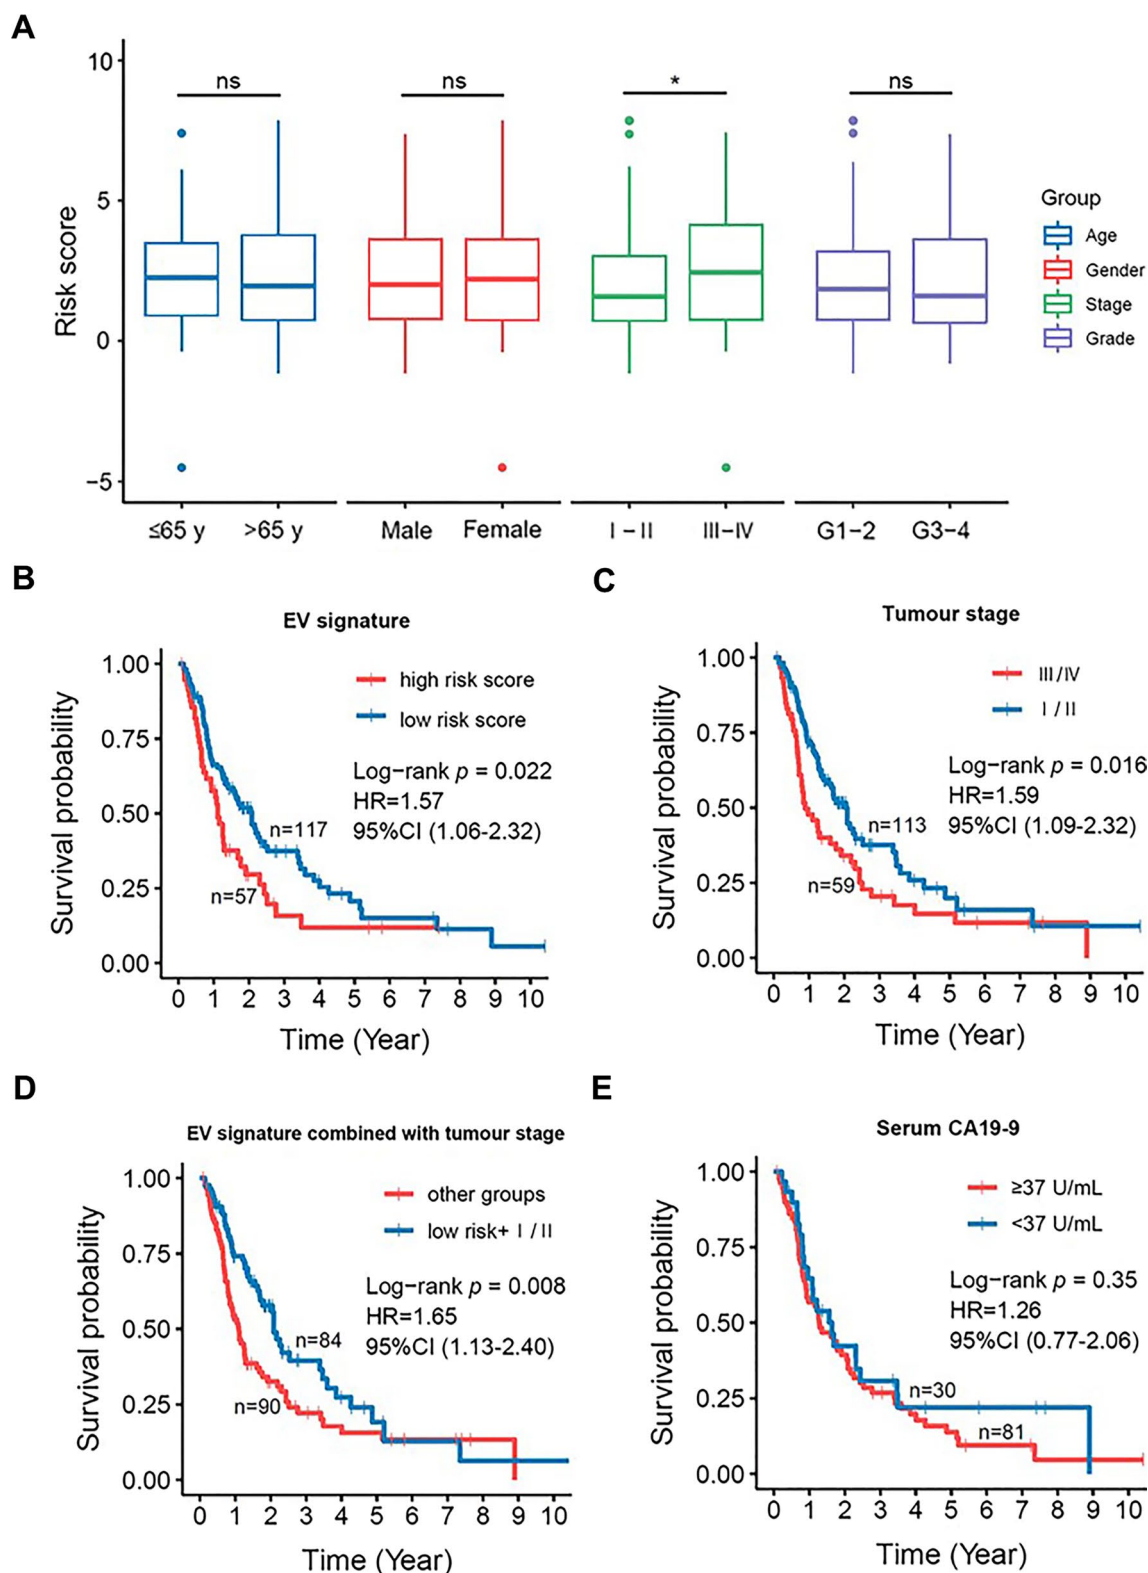 A
10
5
0
−5
Risk score
ns
ns
*
ns
≤65 y
>65 y
Male
Female
I − II
III−IV
G1−2
G3−4
Group
Age
Gender
Stage
Grade
B
EV signature
high risk score
low risk score
Log−rank p = 0.022
HR=1.57
95%CI (1.06-2.32)
n=117
n=57
1.00
0.75
0.50
0.25
0.00
Survival probability
0 1 2 3 4 5 6 7 8 9 10
Time (Year)
C
Tumour stage
III/IV
I / II
Log−rank p = 0.016
HR=1.59
95%CI (1.09-2.32)
n=113
n=59
1.00
0.75
0.50
0.25
0.00
Survival probability
0 1 2 3 4 5 6 7 8 9 10
Time (Year)
D
EV signature combined with tumour stage
other groups
low risk+ I / II
Log−rank p = 0.008
HR=1.65
95%CI (1.13-2.40)
n=84
n=90
1.00
0.75
0.50
0.25
0.00
Survival probability
0 1 2 3 4 5 6 7 8 9 10
Time (Year)
E
Serum CA19-9
≥37 U/mL
<37 U/mL
Log−rank p = 0.35
HR=1.26
95%CI (0.77-2.06)
n=30
n=81
1.00
0.75
0.50
0.25
0.00
Survival probability
0 1 2 3 4 5 6 7 8 9 10
Time (Year)